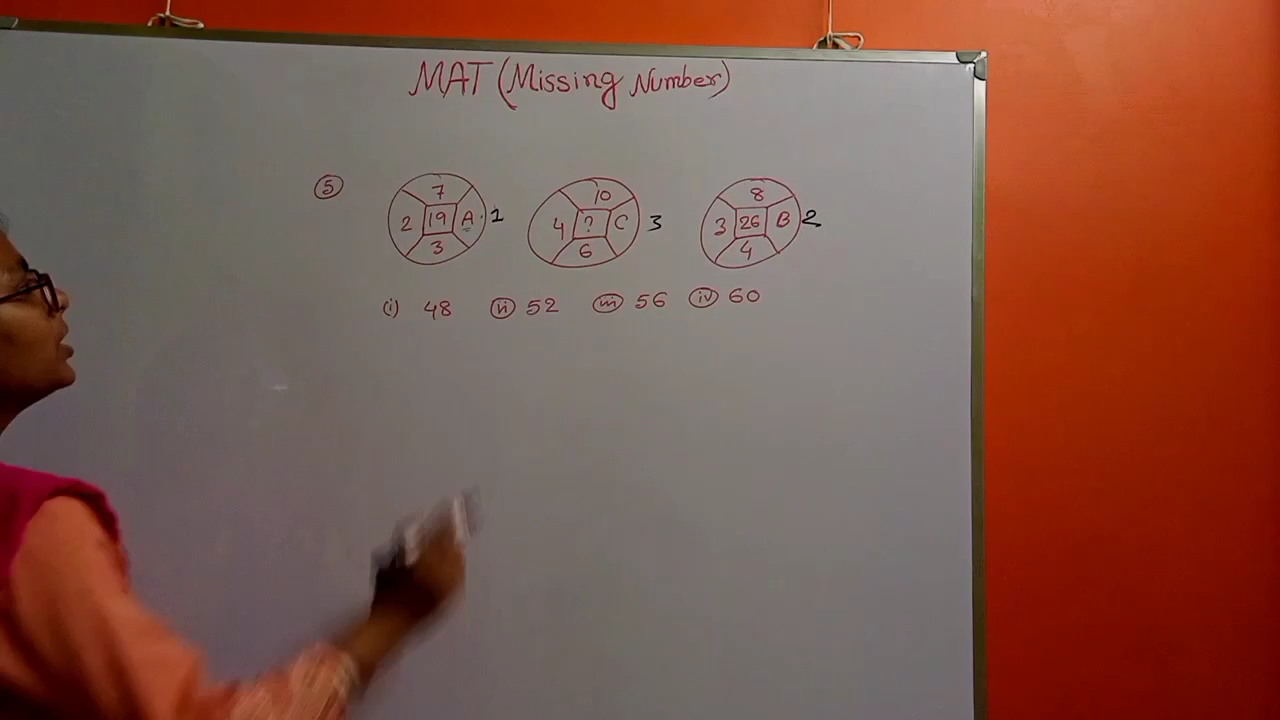 MAT (Missing Number)
5
7
2 19 A 1
3
10
4 ? C 3
6
8
3 26 B 2
4
(i) 48 (ii) 52 (iii) 56 (iv) 60